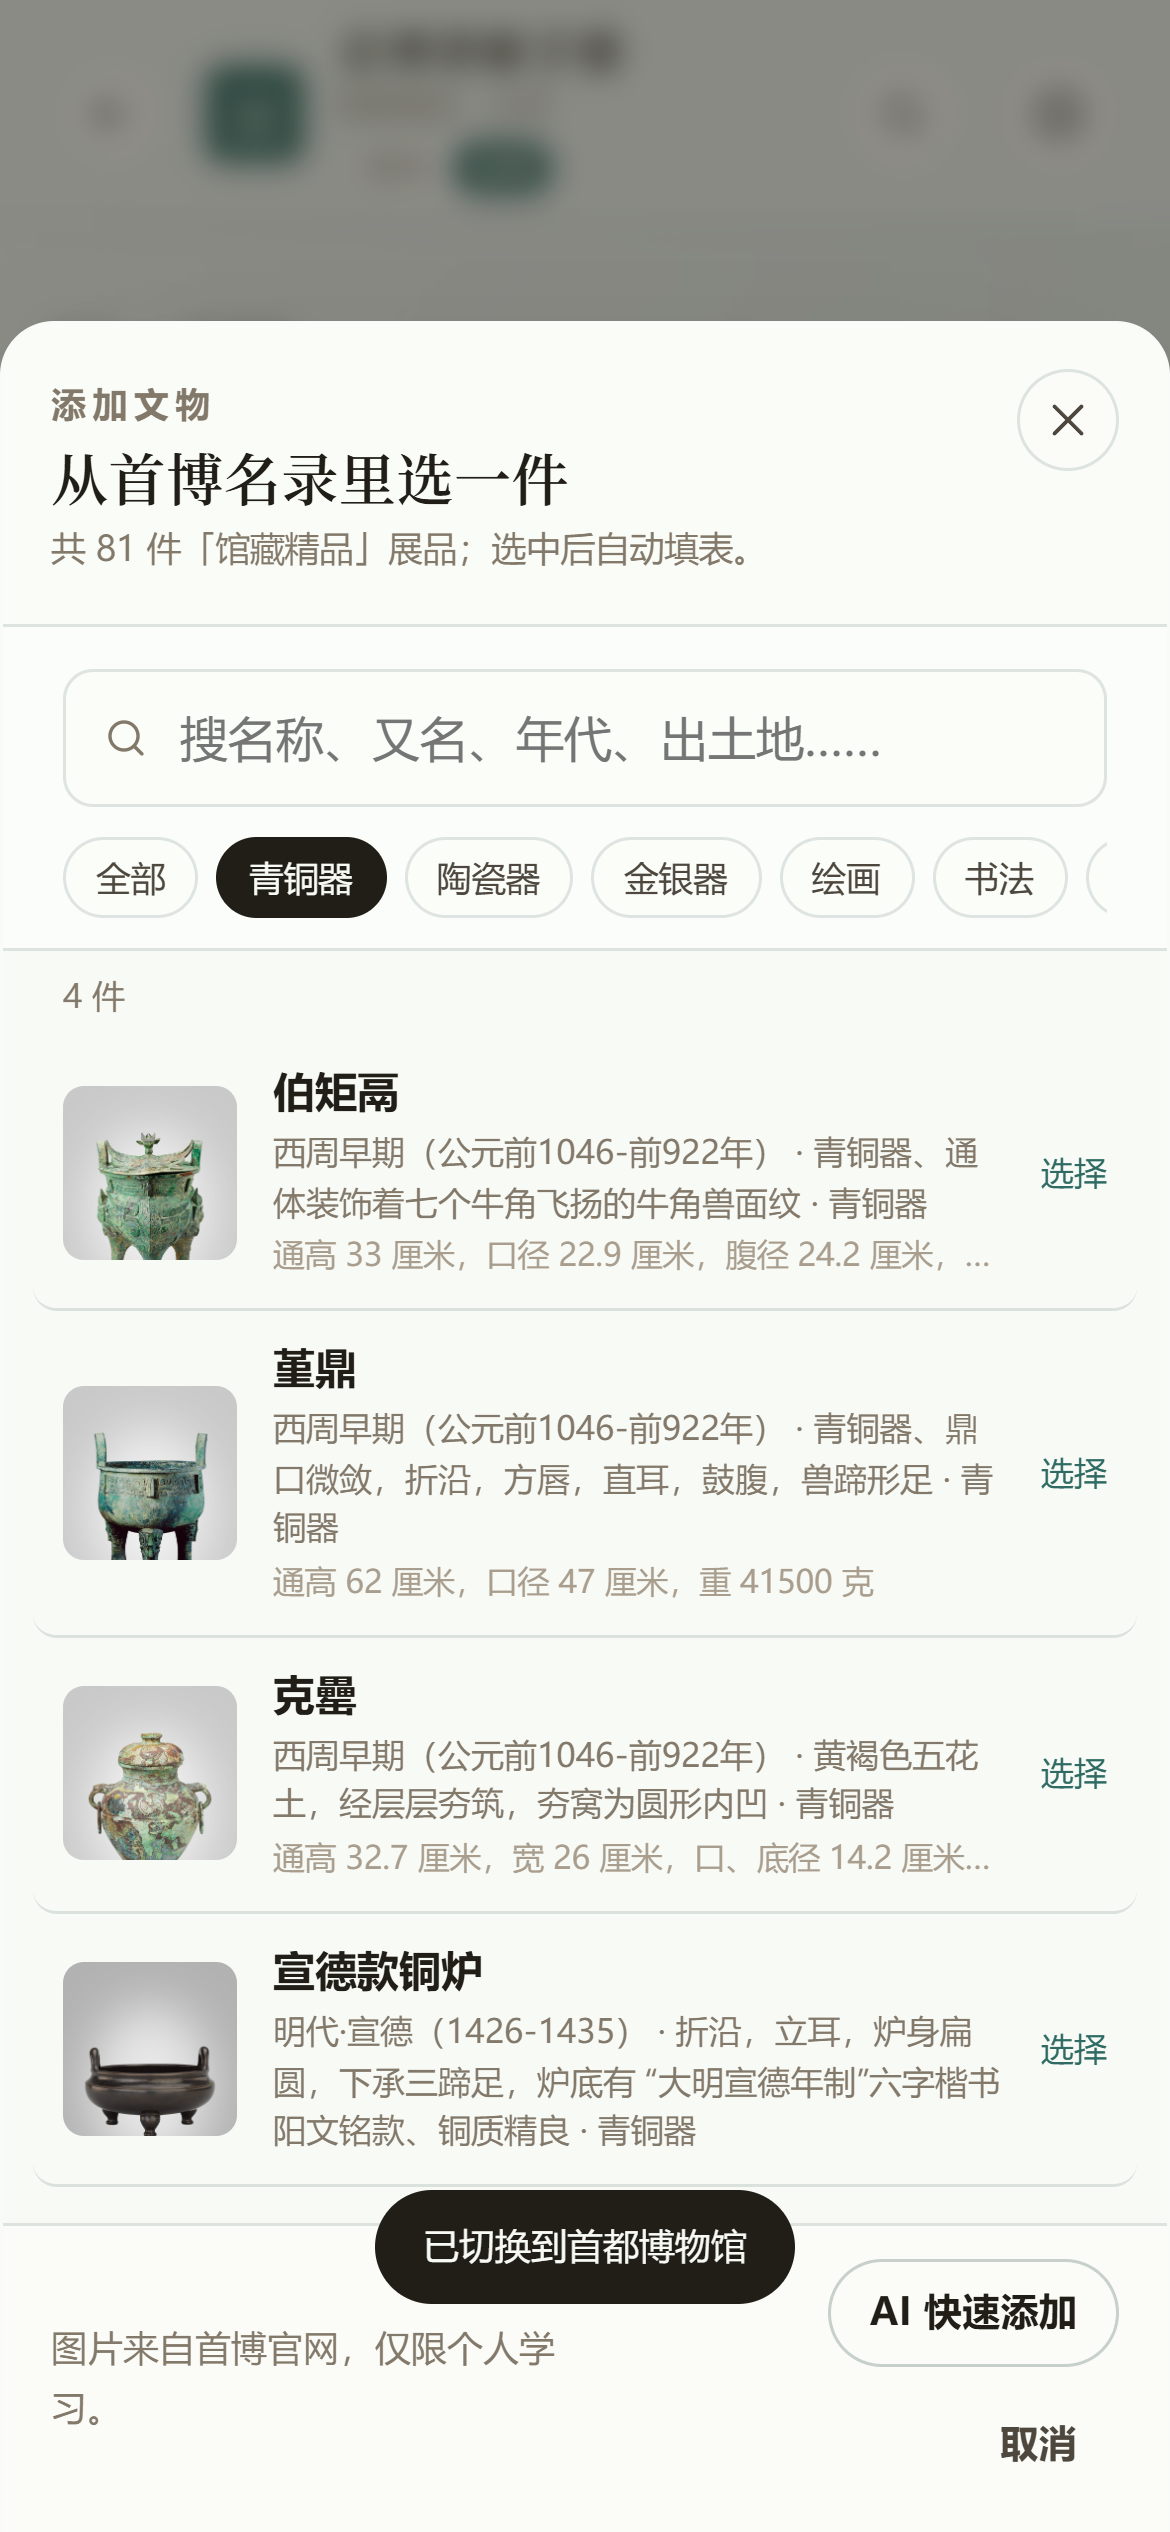 添加文物
从首博名录里选一件
共 81 件「馆藏精品」展品；选中后自动填表。
搜名称、又名、年代、出土地......
全部 青铜器 陶瓷器 金银器 绘画 书法
4 件
伯矩鬲
西周早期（公元前1046-前922年） · 青铜器、通
体装饰着七个牛角飞扬的牛角兽面纹 · 青铜器
通高 33 厘米，口径 22.9 厘米，腹径 24.2 厘米，...
选择
堇鼎
西周早期（公元前1046-前922年） · 青铜器、鼎
口微敛，折沿，方唇，直耳，鼓腹，兽蹄形足 · 青
铜器
通高 62 厘米，口径 47 厘米，重 41500 克
选择
克罍
西周早期（公元前1046-前922年） · 黄褐色五花
土，经层层夯筑，夯窝为圆形内凹 · 青铜器
通高 32.7 厘米，宽 26 厘米，口、底径 14.2 厘米...
选择
宣德款铜炉
明代·宣德（1426-1435） · 折沿，立耳，炉身扁
圆，下承三蹄足，炉底有 “大明宣德年制”六字楷书
阳文铭款、铜质精良 · 青铜器
选择
已切换到首都博物馆
图片来自首博官网，仅限个人学
习。
AI 快速添加
取消